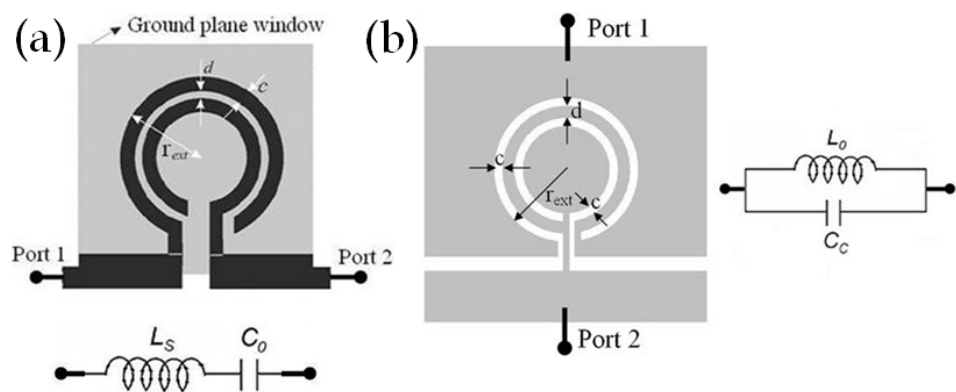 (a)
Ground plane window
d
c
r_ext
Port 1
Port 2
L_S
C_0
(b)
Port 1
d
c
r_ext
c
Port 2
L_0
C_C